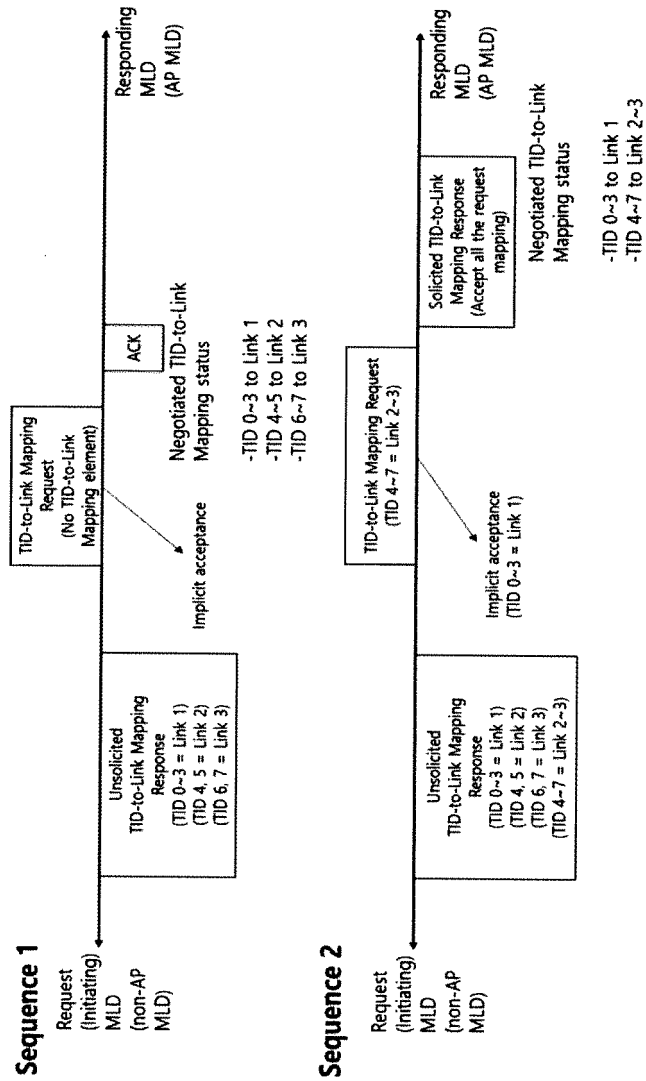 Sequence 1
Request
(Initiating)
MLD
(non-AP
MLD)
Unsolicited
TID-to-Link Mapping
Response
(TID 0~3 = Link 1)
(TID 4, 5 = Link 2)
(TID 6, 7 = Link 3)
TID-to-Link Mapping
Request
(No TID-to-Link
Mapping element)
Implicit acceptance
ACK
Negotiated TID-to-Link
Mapping status
-TID 0~3 to Link 1
-TID 4~5 to Link 2
-TID 6~7 to Link 3
Responding
MLD
(AP MLD)
Sequence 2
Request
(Initiating)
MLD
(non-AP
MLD)
Unsolicited
TID-to-Link Mapping
Response
(TID 0~3 = Link 1)
(TID 4, 5 = Link 2)
(TID 6, 7 = Link 3)
(TID 4~7 = Link 2~3)
TID-to-Link Mapping Request
(TID 4~7 = Link 2~3)
Implicit acceptance
(TID 0~3 = Link 1)
Solicited TID-to-Link
Mapping Response
(Accept all the request
mapping)
Negotiated TID-to-Link
Mapping status
-TID 0~3 to Link 1
-TID 4~7 to Link 2~3
Responding
MLD
(AP MLD)